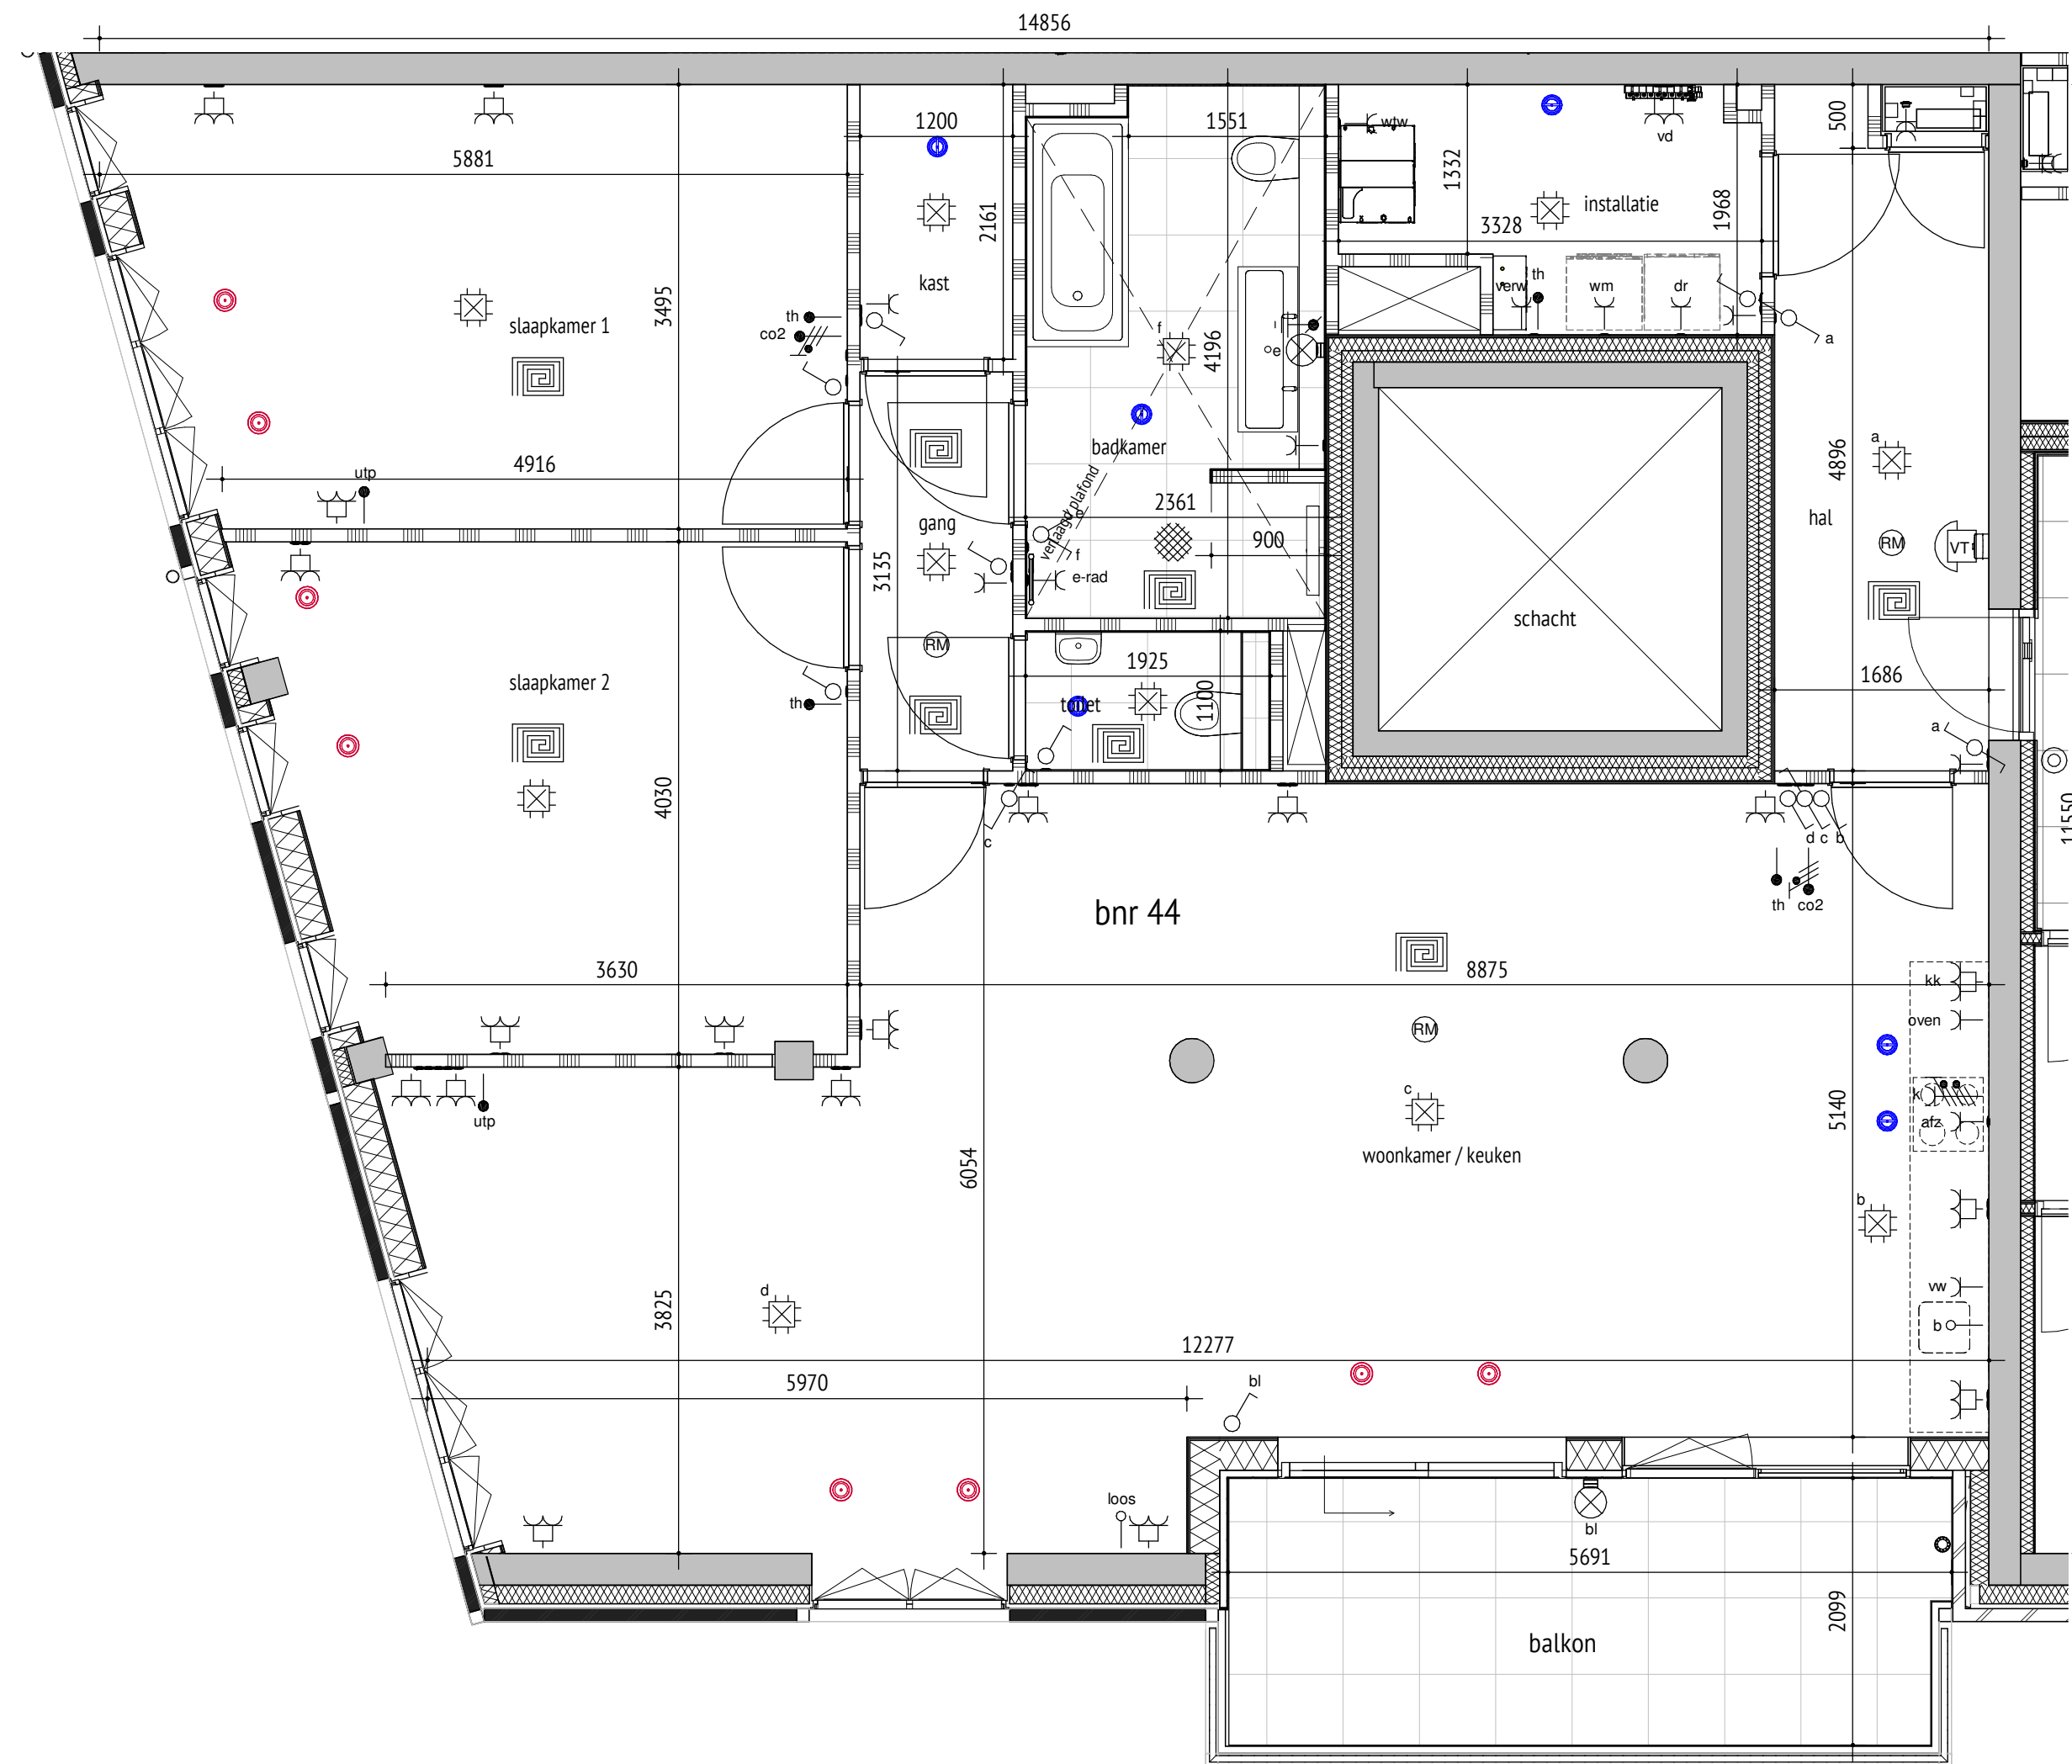 14856
1200
1551
500
wtw
vd
5881
1332
installatie
1968
3328
2161
kast
th
verw
wm
dr
slaapkamer 1
3495
th
co2
a
f
e
4196
badkamer
a
4896
4916
utp
verlaagd plafond
2361
gang
900
hal
f
RM
VT
3135
e-rad
schacht
RM
slaapkamer 2
1925
1686
th
toilet
1100
a
4030
c
d c b
11550
bnr 44
th co2
3630
8875
kk
oven
RM
c
k
utp
5140
afz
woonkamer / keuken
6054
b
vw
d
3825
b
12277
5970
bl
loos
bl
5691
2099
balkon